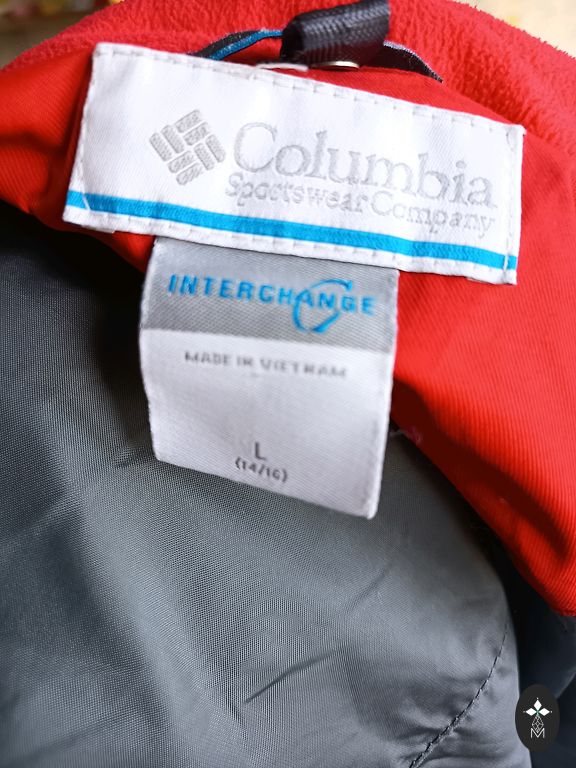 Columbia
Sportswear Company
INTERCHANGE
MADE IN VIETNAM
L
(14/16)